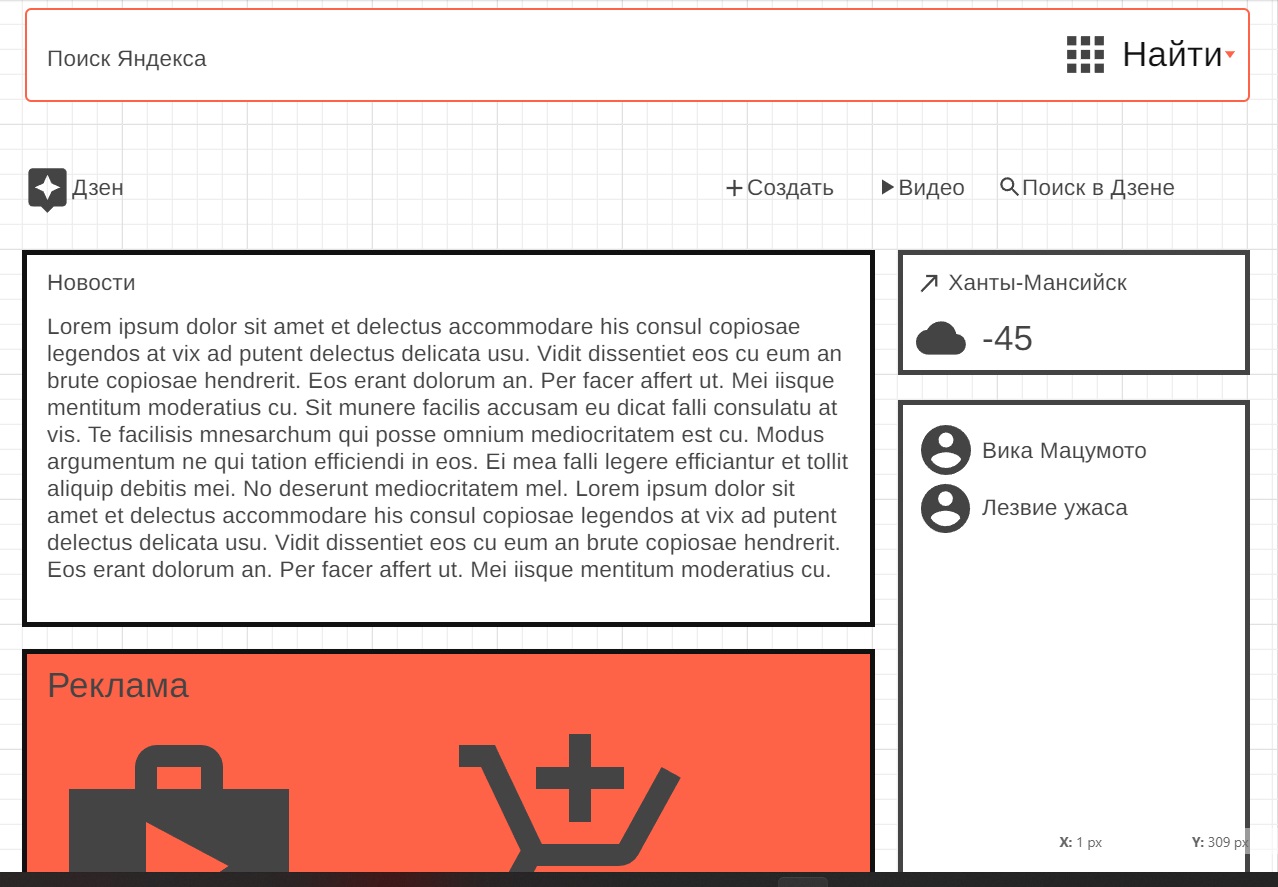 Поиск Яндекса
Найти
Дзен
Создать
Видео
Поиск в Дзене
Новости
Lorem ipsum dolor sit amet et delectus accommodare his consul copiosae
legendos at vix ad putent delectus delicata usu. Vidit dissentiet eos cu eum an
brute copiosae hendrerit. Eos erant dolorum an. Per facer affert ut. Mei iisque
mentitum moderatius cu. Sit munere facilis accusam eu dicat falli consulatu at
vis. Te facilisis mnesarchum qui posse omnium mediocritatem est cu. Modus
argumentum ne qui tation efficiendi in eos. Ei mea falli legere efficiantur et tollit
aliquip debitis mei. No deserunt mediocritatem mel. Lorem ipsum dolor sit
amet et delectus accommodare his consul copiosae legendos at vix ad putent
delectus delicata usu. Vidit dissentiet eos cu eum an brute copiosae hendrerit.
Eos erant dolorum an. Per facer affert ut. Mei iisque mentitum moderatius cu.
Ханты-Мансийск
-45
Вика Мацумото
Лезвие ужаса
Реклама
X: 1 px
Y: 309 px